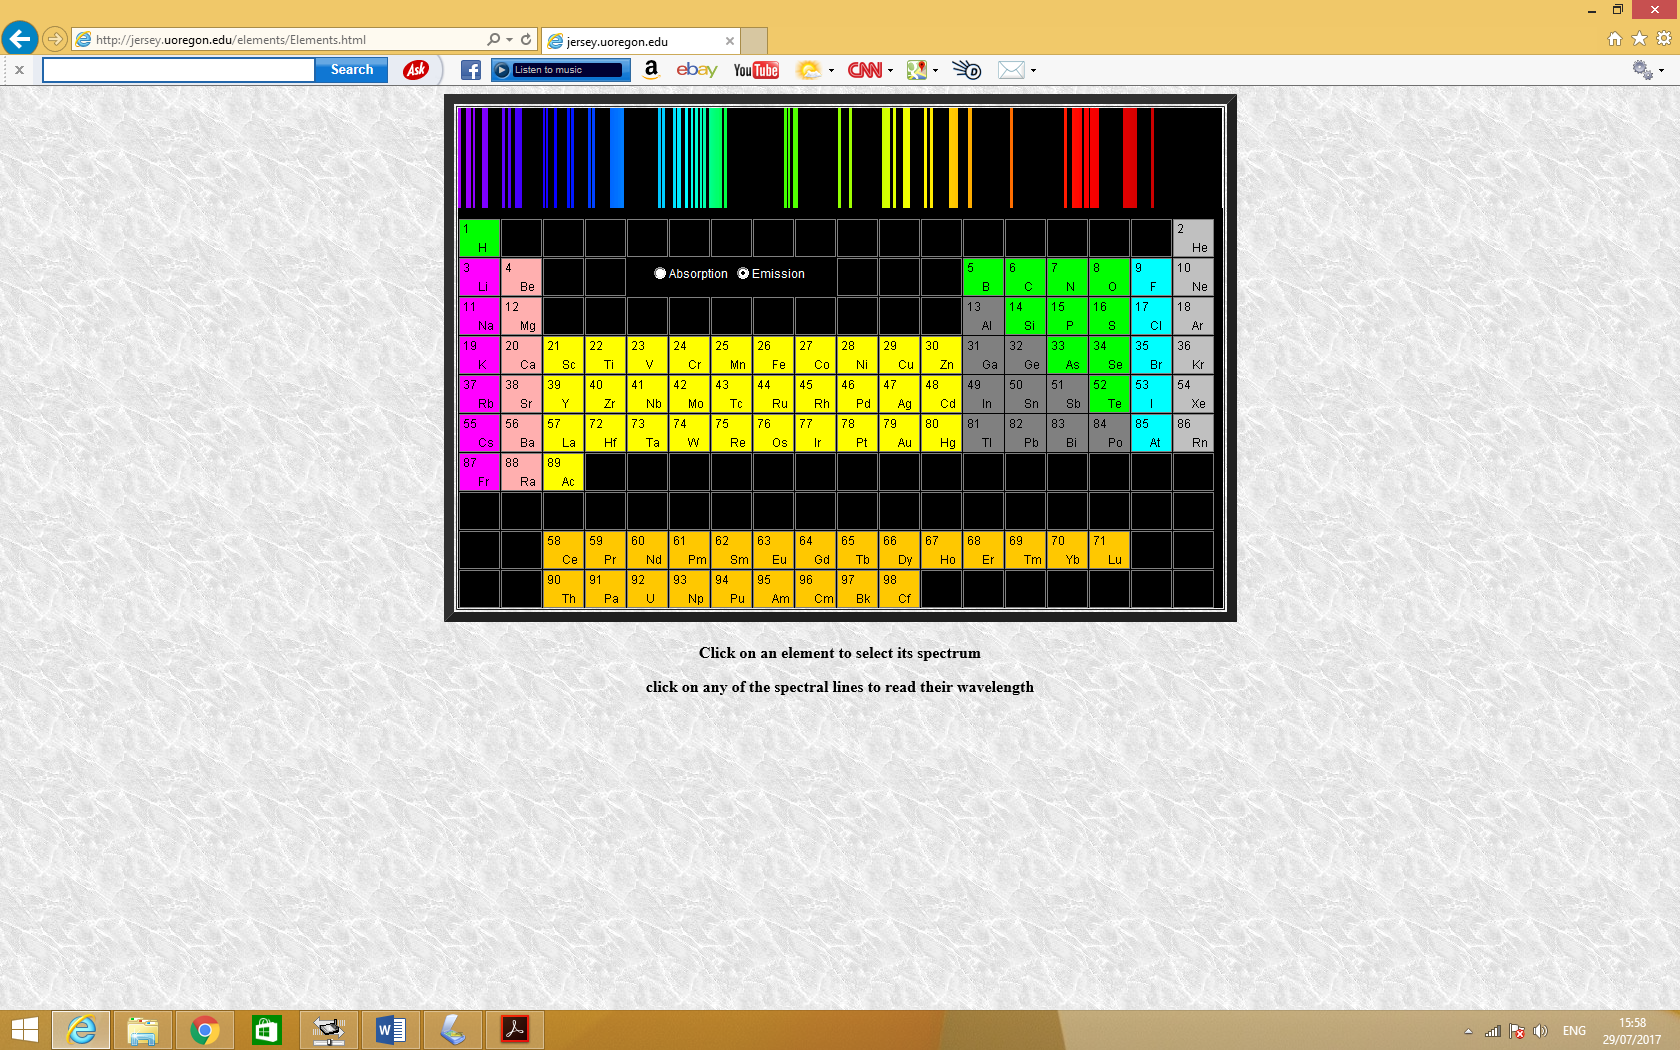 http://jersey.uoregon.edu/elements/Elements.html
jersey.uoregon.edu
x Search Ask Listen to music a ebay YouTube CNN
1 H 2 He
3 Li 4 Be Absorption Emission 5 B 6 C 7 N 8 O 9 F 10 Ne
11 Na 12 Mg 13 Al 14 Si 15 P 16 S 17 Cl 18 Ar
19 K 20 Ca 21 Sc 22 Ti 23 V 24 Cr 25 Mn 26 Fe 27 Co 28 Ni 29 Cu 30 Zn 31 Ga 32 Ge 33 As 34 Se 35 Br 36 Kr
37 Rb 38 Sr 39 Y 40 Zr 41 Nb 42 Mo 43 Tc 44 Ru 45 Rh 46 Pd 47 Ag 48 Cd 49 In 50 Sn 51 Sb 52 Te 53 I 54 Xe
55 Cs 56 Ba 57 La 72 Hf 73 Ta 74 W 75 Re 76 Os 77 Ir 78 Pt 79 Au 80 Hg 81 Tl 82 Pb 83 Bi 84 Po 85 At 86 Rn
87 Fr 88 Ra 89 Ac
58 Ce 59 Pr 60 Nd 61 Pm 62 Sm 63 Eu 64 Gd 65 Tb 66 Dy 67 Ho 68 Er 69 Tm 70 Yb 71 Lu
90 Th 91 Pa 92 U 93 Np 94 Pu 95 Am 96 Cm 97 Bk 98 Cf
Click on an element to select its spectrum
click on any of the spectral lines to read their wavelength
ENG
15:58
29/07/2017